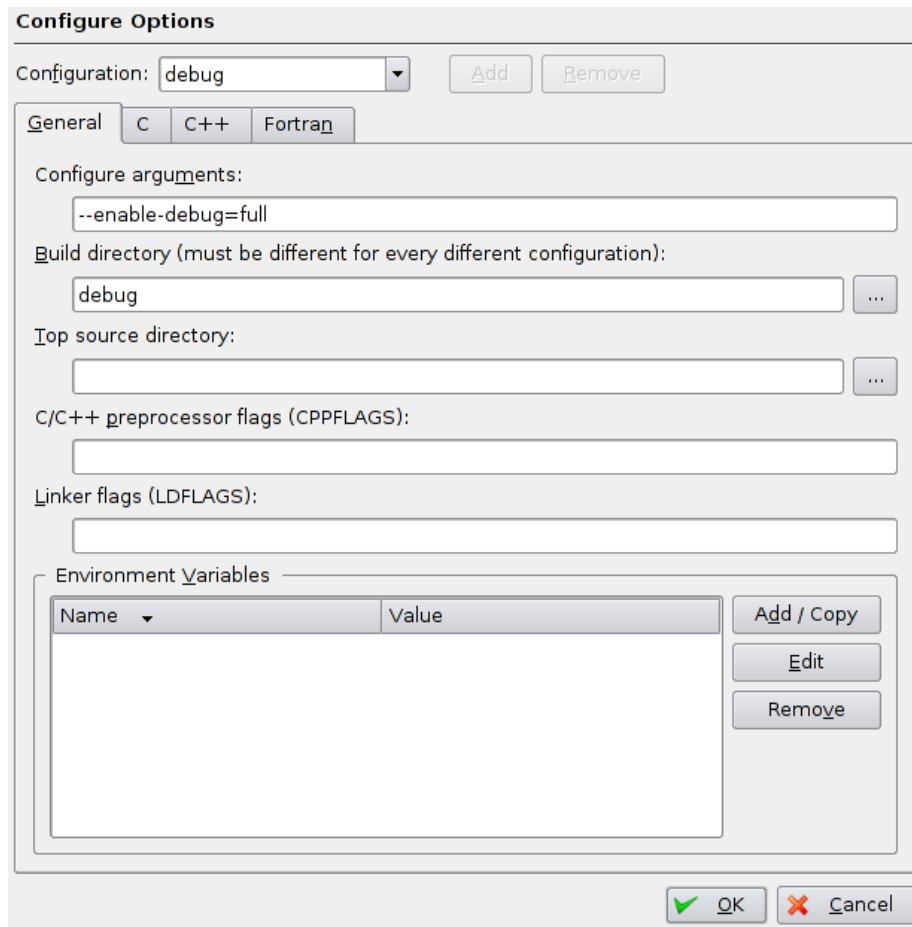 Configure Options
Configuration: debug Add Remove
General C C++ Fortran
Configure arguments:
--enable-debug=full
Build directory (must be different for every different configuration):
debug ...
Top source directory:
...
C/C++ preprocessor flags (CPPFLAGS):
Linker flags (LDFLAGS):
Environment Variables
Name Value Add / Copy
Edit
Remove
OK Cancel